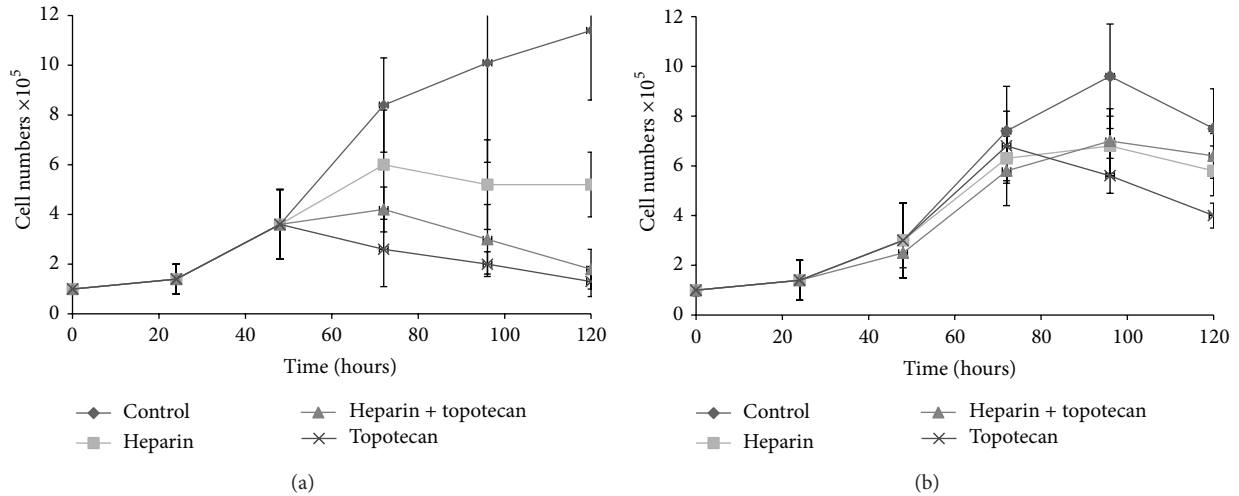 12
10
8
6
4
2
0
Cell numbers ×10⁵
0 20 40 60 80 100 120
Time (hours)
Control
Heparin
Heparin + topotecan
Topotecan
(a)
12
10
8
6
4
2
0
Cell numbers ×10⁵
0 20 40 60 80 100 120
Time (hours)
Control
Heparin
Heparin + topotecan
Topotecan
(b)